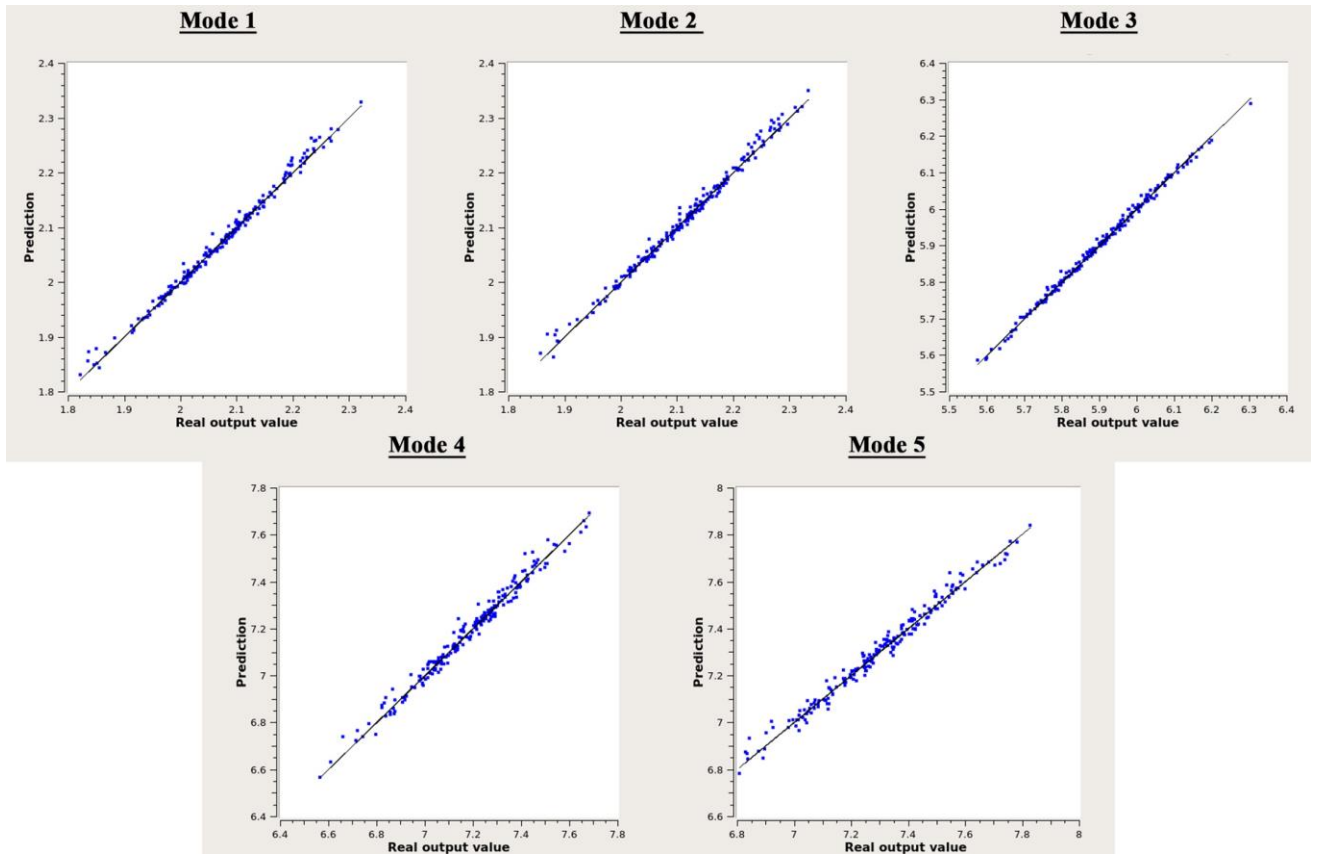 Mode 1
Mode 2
Mode 3
2.4
2.3
2.2
2.1
2
1.9
1.8
Prediction
1.8 1.9 2 2.1 2.2 2.3 2.4
Real output value
2.4
2.3
2.2
2.1
2
1.9
1.8
Prediction
1.8 1.9 2 2.1 2.2 2.3 2.4
Real output value
6.4
6.3
6.2
6.1
6
5.9
5.8
5.7
5.6
5.5
Prediction
5.5 5.6 5.7 5.8 5.9 6 6.1 6.2 6.3 6.4
Real output value
Mode 4
Mode 5
7.8
7.6
7.4
7.2
7
6.8
6.6
6.4
Prediction
6.4 6.6 6.8 7 7.2 7.4 7.6 7.8
Real output value
8
7.8
7.6
7.4
7.2
7
6.8
6.6
Prediction
6.8 7 7.2 7.4 7.6 7.8 8
Real output value